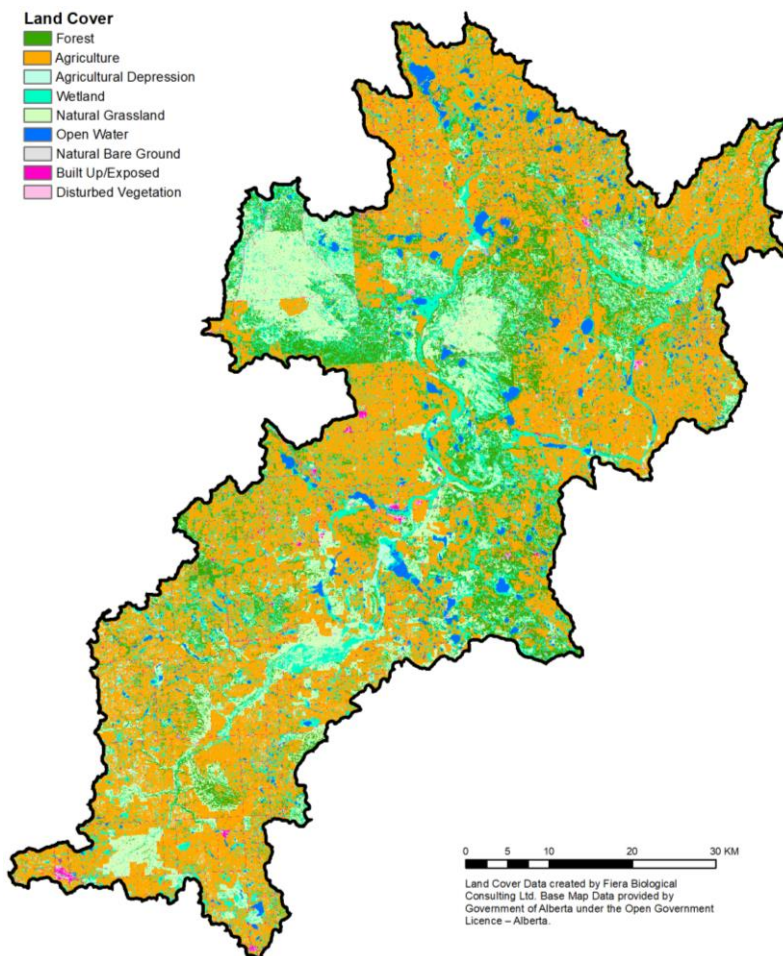 Land Cover
Forest
Agriculture
Agricultural Depression
Wetland
Natural Grassland
Open Water
Natural Bare Ground
Built Up/Exposed
Disturbed Vegetation
0 5 10 20 30 KM
Land Cover Data created by Fiera Biological
Consulting Ltd. Base Map Data provided by
Government of Alberta under the Open Government
Licence – Alberta.